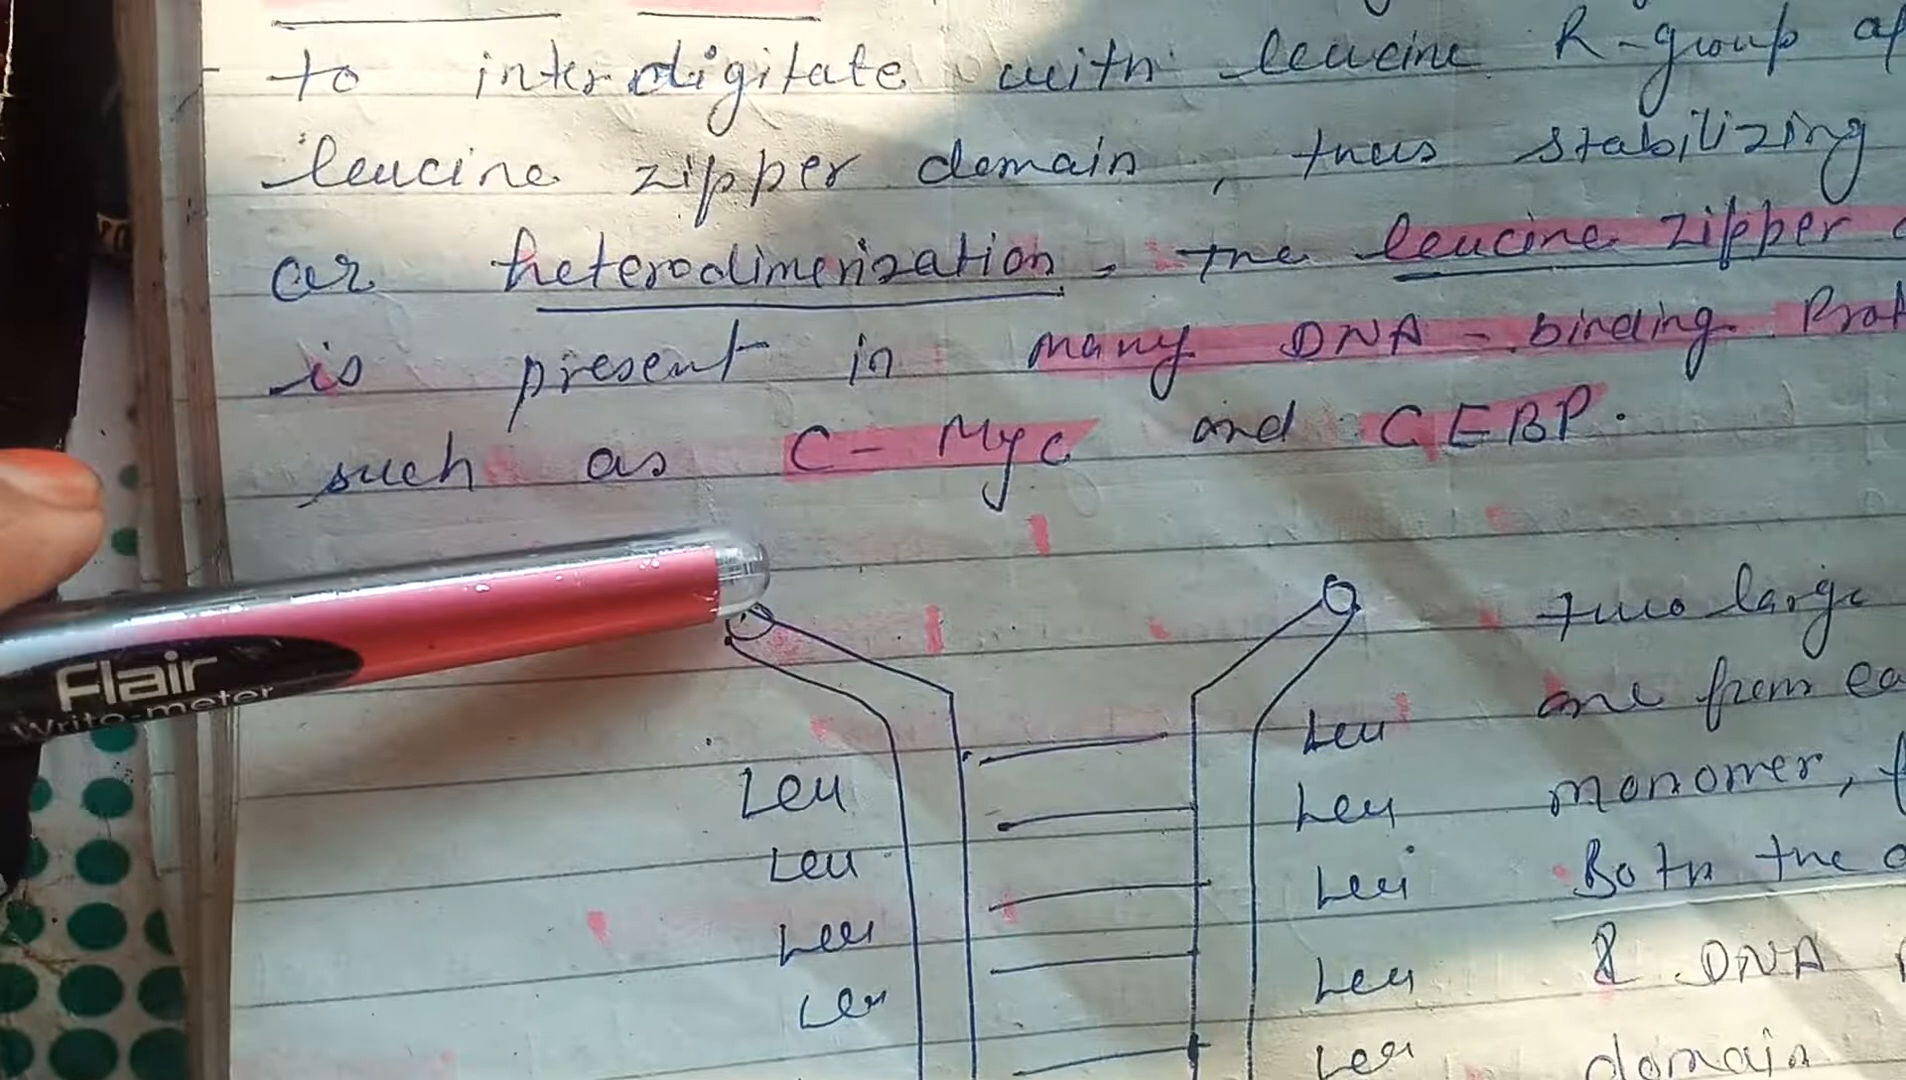 to interdigitate with leucine R-group of
leucine zipper domain, thus stabilizing
or heterodimerization. the leucine zipper
is present in many DNA-binding Prot
such as C-Myc and CEBP.
two large
one from ea
monomer,
Both the
& DNA
domain
Leu
Leu
Leu
Leu
Leu
Leu
Leu
Leu
Leu
Flair
Writo-meter